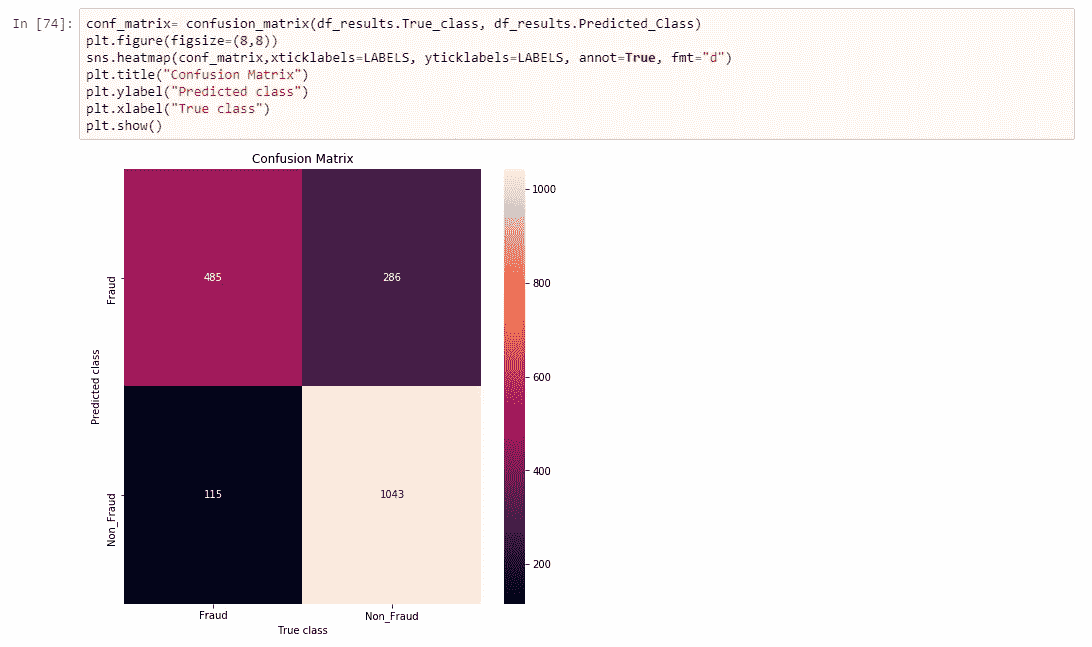 In [74]: conf_matrix= confusion_matrix(df_results.True_class, df_results.Predicted_Class)
plt.figure(figsize=(8,8))
sns.heatmap(conf_matrix,xticklabels=LABELS, yticklabels=LABELS, annot=True, fmt="d")
plt.title("Confusion Matrix")
plt.ylabel("Predicted class")
plt.xlabel("True class")
plt.show()
Confusion Matrix
Predicted class
Fraud
485
286
Non_Fraud
115
1043
Fraud
Non_Fraud
True class
1000
800
600
400
200